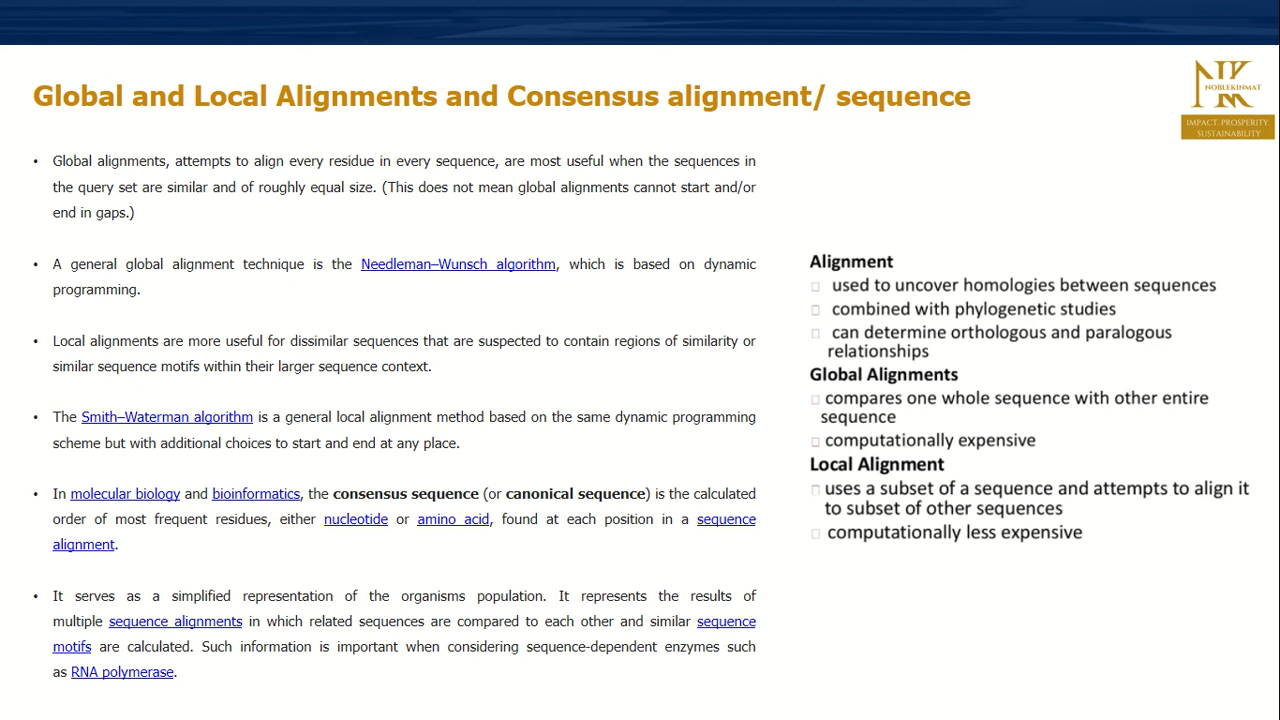 Global and Local Alignments and Consensus alignment/ sequence
NOBLEKINMAT
IMPACT, PROSPERITY,
SUSTAINABILITY
• Global alignments, attempts to align every residue in every sequence, are most useful when the sequences in
the query set are similar and of roughly equal size. (This does not mean global alignments cannot start and/or
end in gaps.)
• A general global alignment technique is the Needleman–Wunsch algorithm, which is based on dynamic
programming.
• Local alignments are more useful for dissimilar sequences that are suspected to contain regions of similarity or
similar sequence motifs within their larger sequence context.
• The Smith–Waterman algorithm is a general local alignment method based on the same dynamic programming
scheme but with additional choices to start and end at any place.
• In molecular biology and bioinformatics, the consensus sequence (or canonical sequence) is the calculated
order of most frequent residues, either nucleotide or amino acid, found at each position in a sequence
alignment.
• It serves as a simplified representation of the organisms population. It represents the results of
multiple sequence alignments in which related sequences are compared to each other and similar sequence
motifs are calculated. Such information is important when considering sequence-dependent enzymes such
as RNA polymerase.
Alignment
used to uncover homologies between sequences
combined with phylogenetic studies
can determine orthologous and paralogous
relationships
Global Alignments
compares one whole sequence with other entire
sequence
computationally expensive
Local Alignment
uses a subset of a sequence and attempts to align it
to subset of other sequences
computationally less expensive